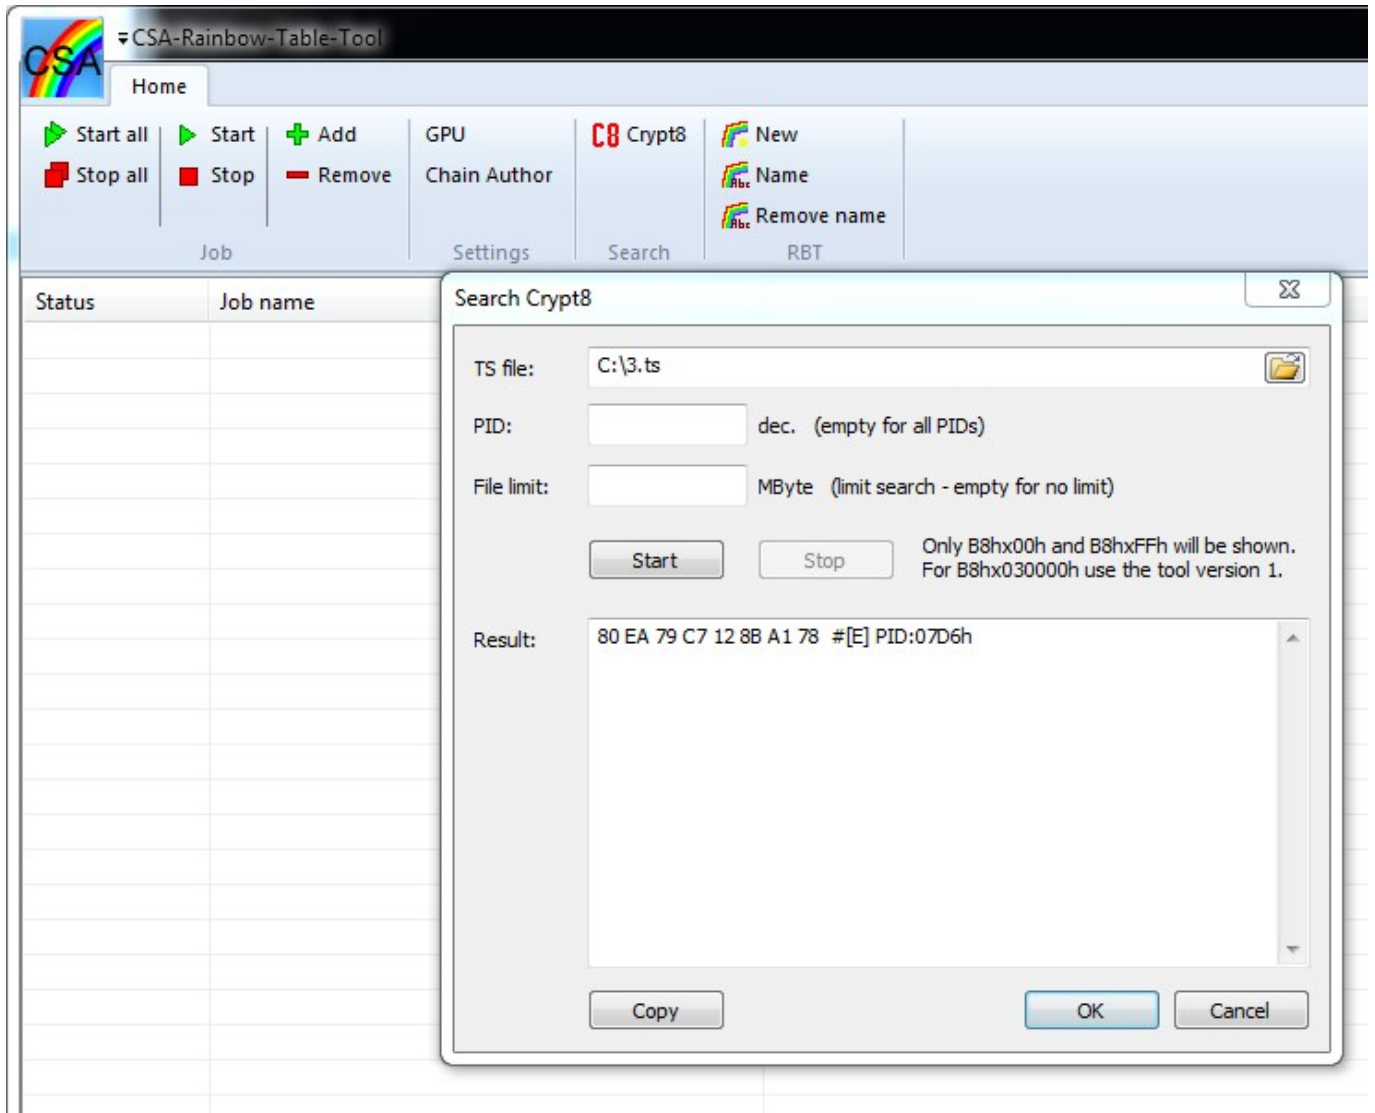 CSA
CSA-Rainbow-Table-Tool
Home
Start all Start Add GPU C8 Crypt8 New
Stop all Stop Remove Chain Author Abc Name
Abc Remove name
Job Settings Search RBT
Status Job name
Search Crypt8
TS file: C:\3.ts
PID: dec. (empty for all PIDs)
File limit: MByte (limit search - empty for no limit)
Start Stop Only B8hx00h and B8hxFFh will be shown.
For B8hx030000h use the tool version 1.
Result: 80 EA 79 C7 12 8B A1 78 #[E] PID:07D6h
Copy OK Cancel